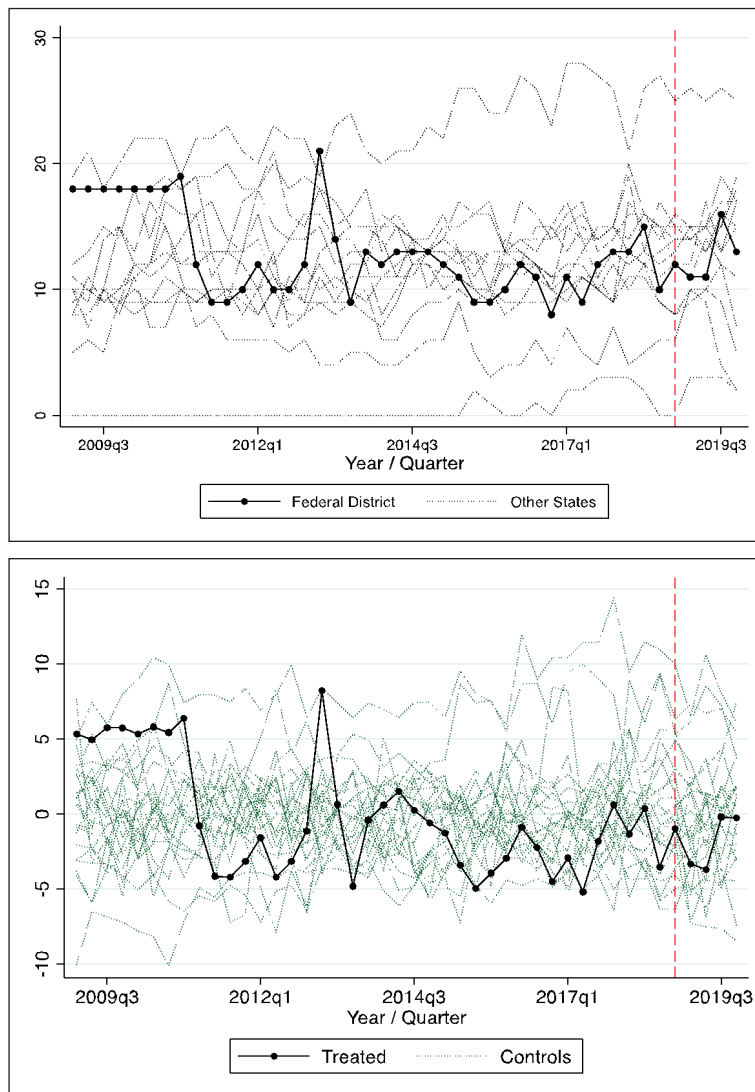 30
20
10
0
2009q3 2012q1 2014q3 2017q1 2019q3
Year / Quarter
Federal District Other States
15
10
5
0
-5
-10
2009q3 2012q1 2014q3 2017q1 2019q3
Year / Quarter
Treated Controls